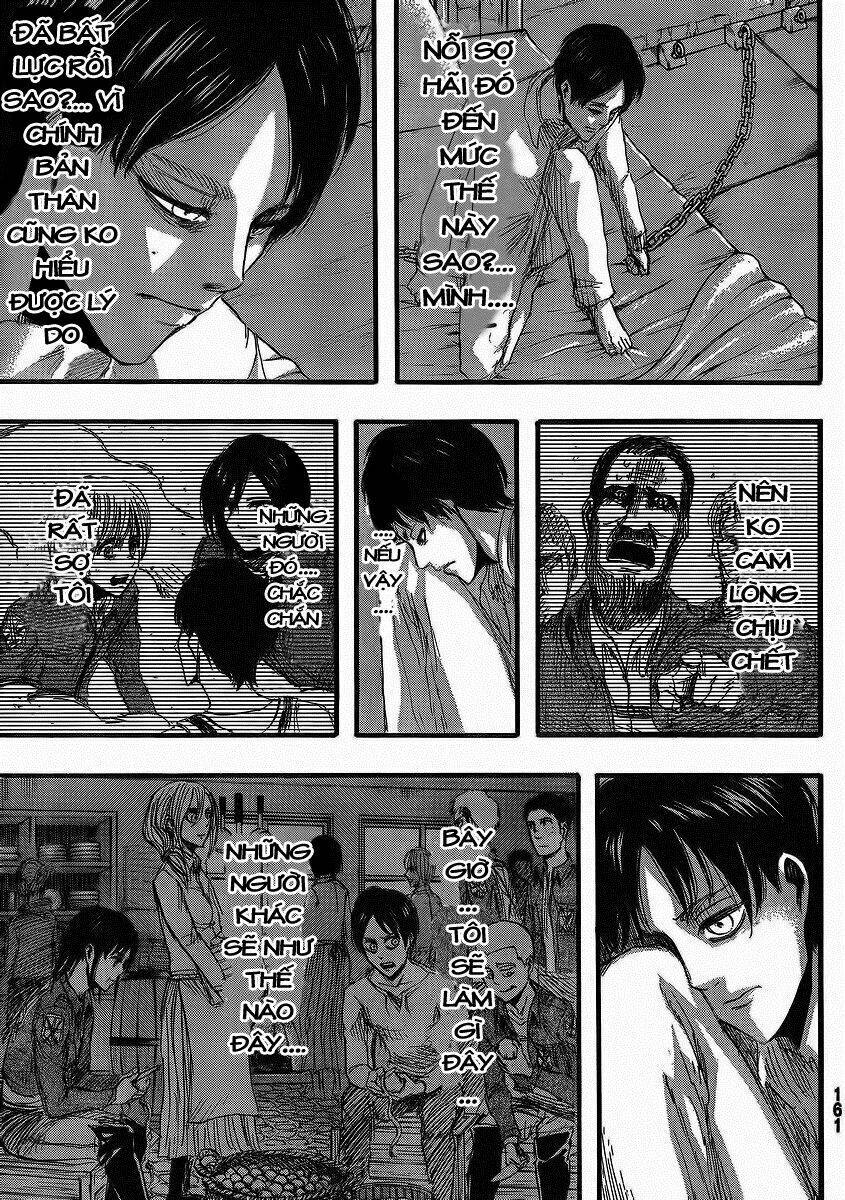 NỖI SỢ
HÃI ĐÓ
ĐẾN
MỨC
THẾ
NÀY
SAO?....
MÌNH....
ĐÃ BẤT
LỰC RỒI
SAO?.... VÌ
CHÍNH
BẢN
THÂN
CŨNG KO
HIỂU
ĐƯỢC LÝ
DO
NÊN
KO
CAM
LÒNG
CHỊU
CHẾT
....
NẾU
VẬY
....
NHỮNG
NGƯỜI
ĐÓ....
CHẮC
CHẮN
ĐÃ
RẤT
SỢ
TÔI
BÂY
GIỜ
...
TÔI
SẼ
LÀM
GÌ
ĐÂY
...
NHỮNG
NGƯỜI
KHÁC
SẼ NHƯ
THẾ
NÀO
ĐÂY....
161